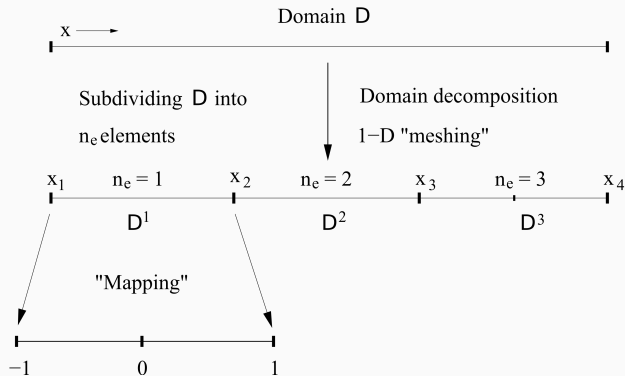 Domain D
x
Subdividing D into
nₑ elements
Domain decomposition
1−D "meshing"
x₁ nₑ = 1 x₂ nₑ = 2 x₃ nₑ = 3 x₄
D¹ D² D³
"Mapping"
−1 0 1